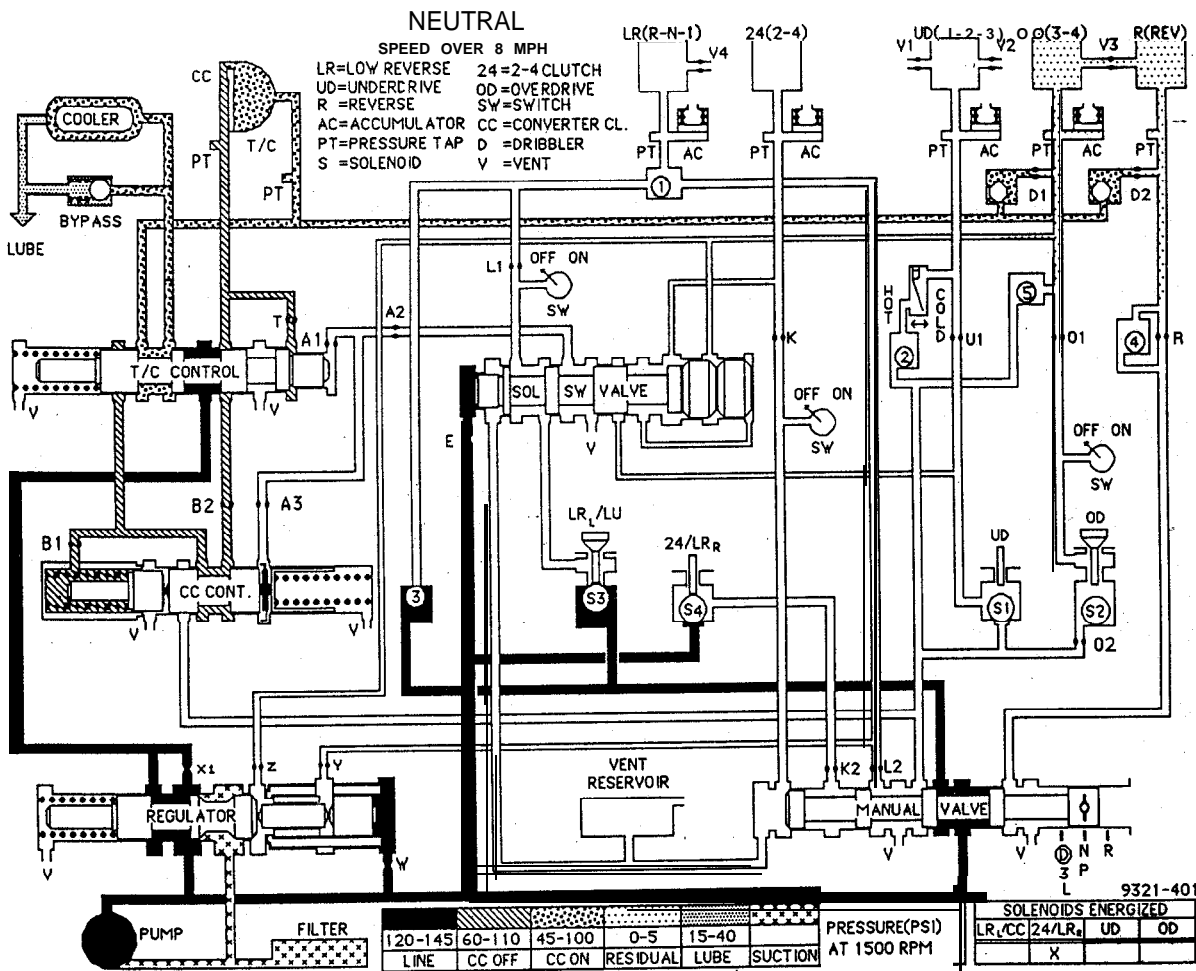 NEUTRAL
SPEED OVER 8 MPH
LR=LOW REVERSE 24=2-4 CLUTCH
UD=UNDERDRIVE OD=OVERDRIVE
R =REVERSE SW=SWITCH
AC=ACCUMULATOR CC =CONVERTER CL.
PT=PRESSURE TAP D =DRIBBLER
S =SOLENOID V =VENT
LR(R-N-1) 24(2-4) UD(1-2-3) OD(3-4) R(REV)
V4 V1 V2 V3
CC
COOLER
T/C
PT
PT
BYPASS
LUBE
PT AC PT AC PT AC PT
D1 D2
1
L1 OFF ON
SW
A2
T A1
T/C CONTROL
V V
SOL SW VALVE
E V
K
OFF ON
SW
HOT COLD
2
5
U1 O1
4 R
OFF ON
SW
B2 A3
B1
CC CONT.
V V
3
LRL/LU
S3
24/LRR
S4
UD
S1
OD
S2
O2
X1 Z Y
REGULATOR
V W
VENT
RESERVOIR
K2 L2
MANUAL VALVE
V V
D N R
3 P
L
9321-401
PUMP
FILTER
120-145 60-110 45-100 0-5 15-40
LINE CC OFF CC ON RESIDUAL LUBE SUCTION
PRESSURE(PSI)
AT 1500 RPM
SOLENOIDS ENERGIZED
LRL/CC 24/LRR UD OD
X